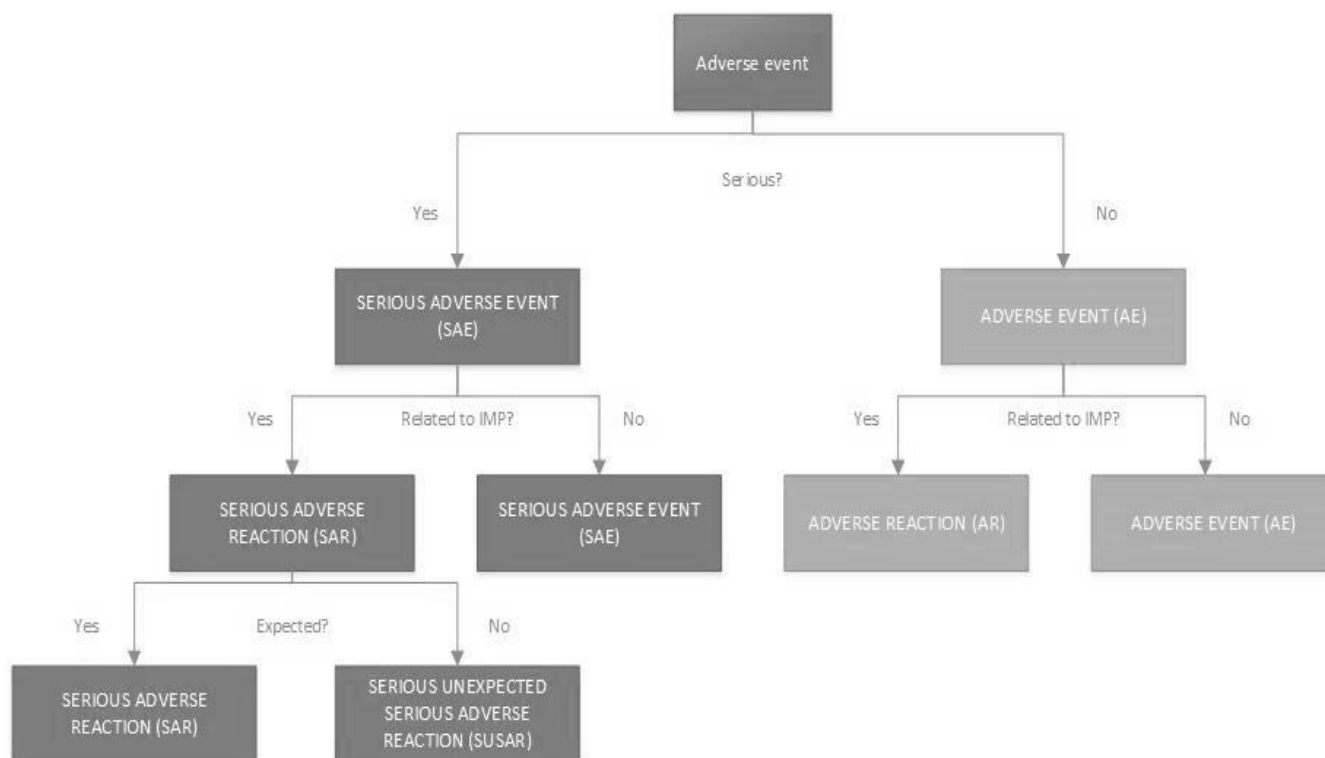 Adverse event
Serious?
Yes
No
SERIOUS ADVERSE EVENT
(SAE)
ADVERSE EVENT (AE)
Yes
Related to IMP?
No
Yes
Related to IMP?
No
SERIOUS ADVERSE
REACTION (SAR)
SERIOUS ADVERSE EVENT
(SAE)
ADVERSE REACTION (AR)
ADVERSE EVENT (AE)
Yes
Expected?
No
SERIOUS ADVERSE
REACTION (SAR)
SERIOUS UNEXPECTED
SERIOUS ADVERSE
REACTION (SUSAR)